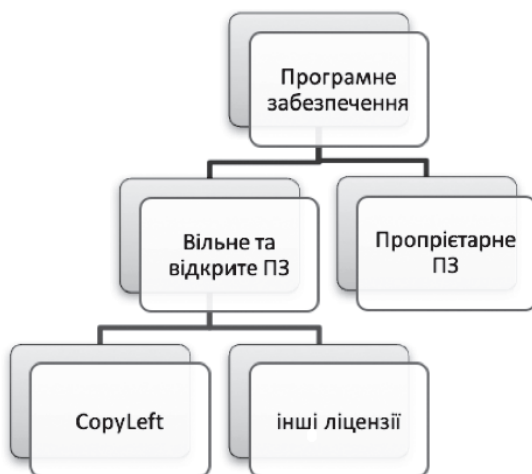 Програмне
забезпечення
Вільне та
відкрите ПЗ
Пропрієтарне
ПЗ
CopyLeft
інші ліцензії